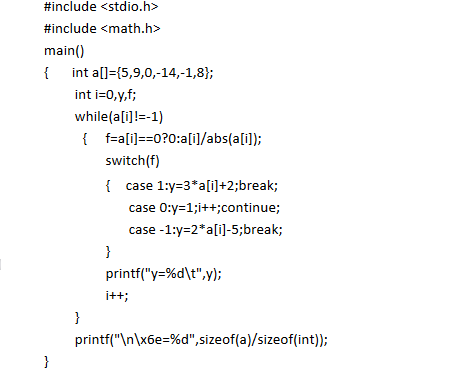 #include <stdio.h>
#include <math.h>
main()
{ int a[]={5,9,0,-14,-1,8};
int i=0,y,f;
while(a[i]!=-1)
{ f=a[i]==0?0:a[i]/abs(a[i]);
switch(f)
{ case 1:y=3*a[i]+2;break;
case 0:y=1;i++;continue;
case -1:y=2*a[i]-5;break;
}
printf("y=%d\t",y);
i++;
}
printf("\n\x6e=%d",sizeof(a)/sizeof(int));
}